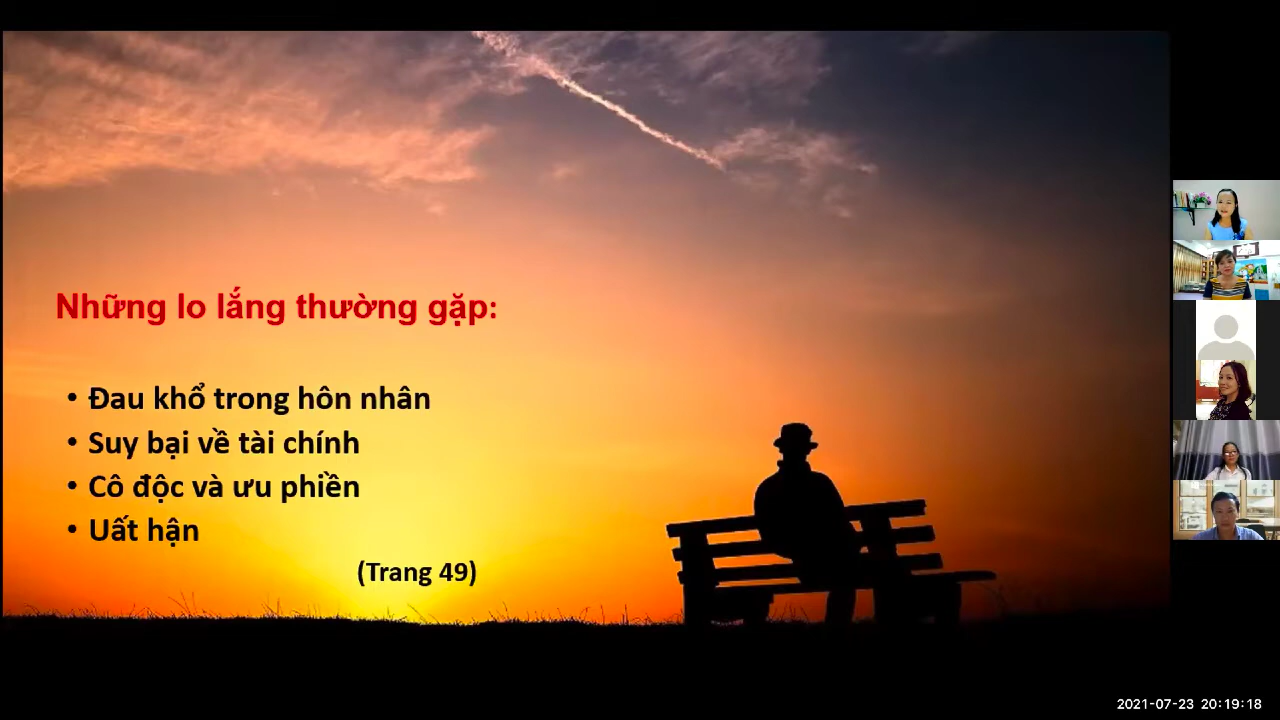 Những lo lắng thường gặp:
• Đau khổ trong hôn nhân
• Suy bại về tài chính
• Cô độc và ưu phiền
• Uất hận
(Trang 49)
2021-07-23 20:19:18